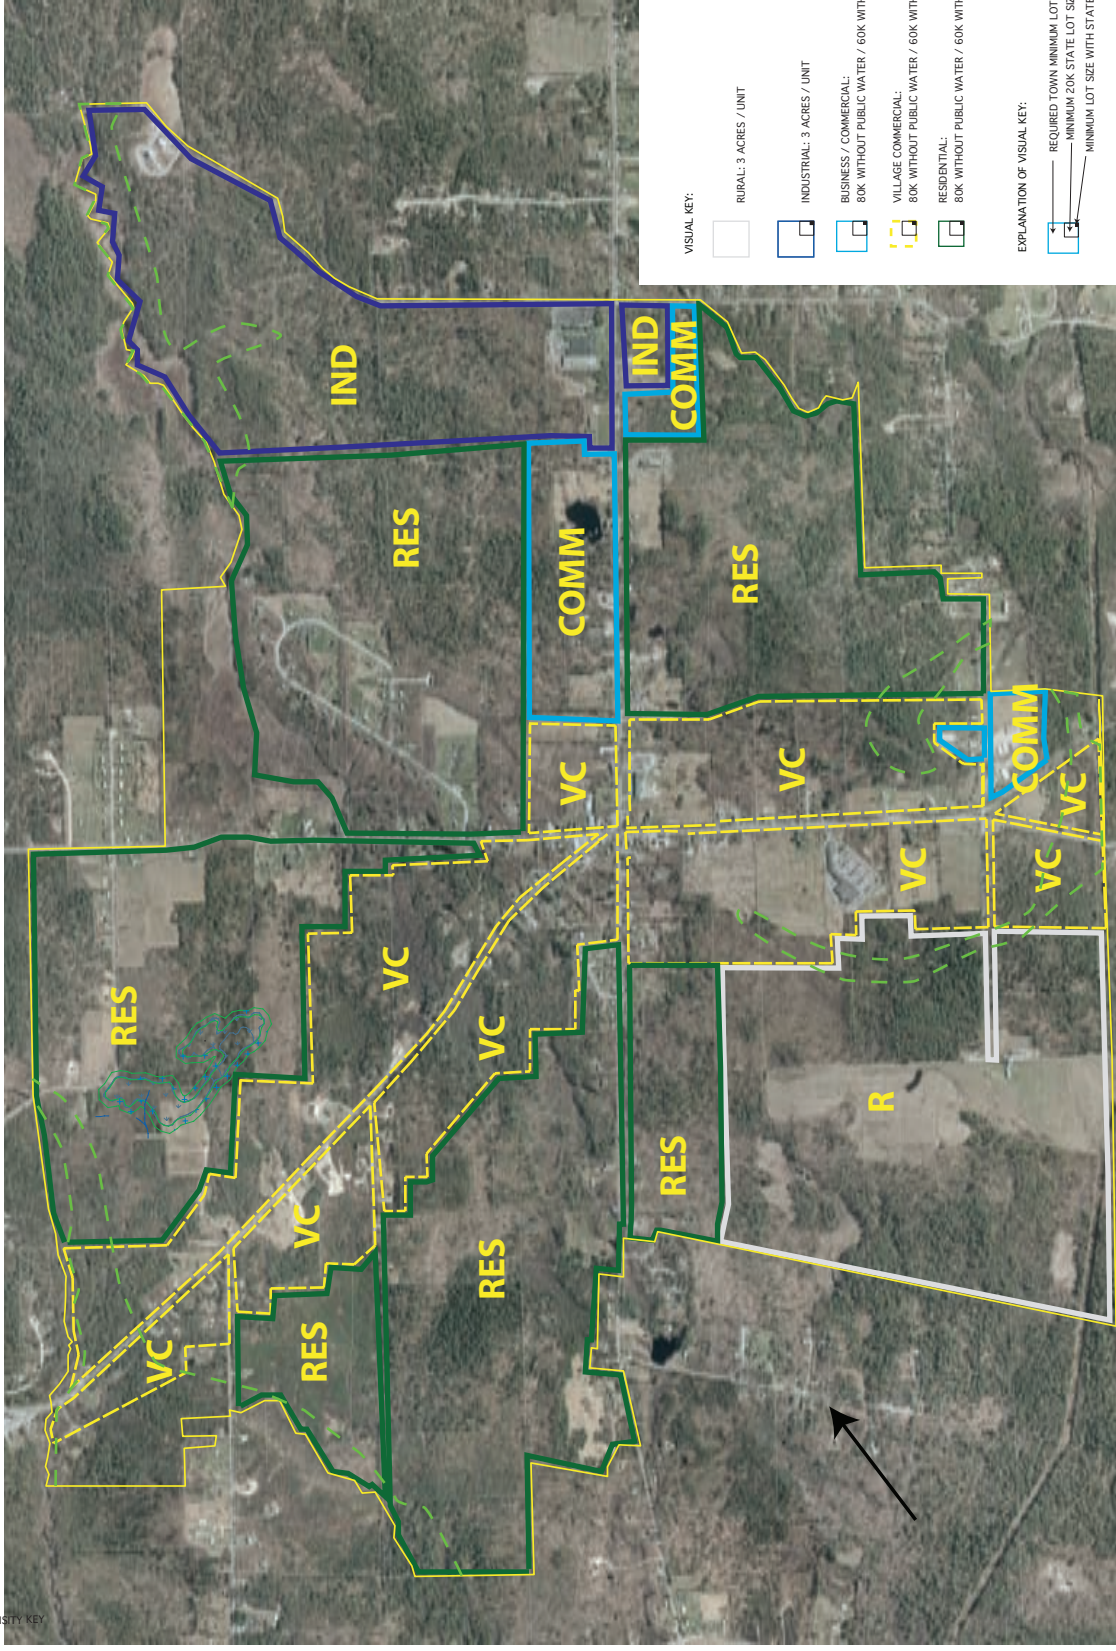 VISUAL KEY:
RURAL: 3 ACRES / UNIT
INDUSTRIAL: 3 ACRES / UNIT
BUSINESS / COMMERCIAL:
80K WITHOUT PUBLIC WATER / 60K WITH
VILLAGE COMMERCIAL:
80K WITHOUT PUBLIC WATER / 60K WITH
RESIDENTIAL:
80K WITHOUT PUBLIC WATER / 60K WITH
EXPLANATION OF VISUAL KEY:
REQUIRED TOWN MINIMUM LOT
MINIMUM 20K STATE LOT
MINIMUM LOT SIZE WITH STATE
IND
IND
COMM
RES
COMM
RES
VC
VC
COMM
VC
VC
VC
RES
VC
VC
R
RES
VC
RES
VC
RES
KEY